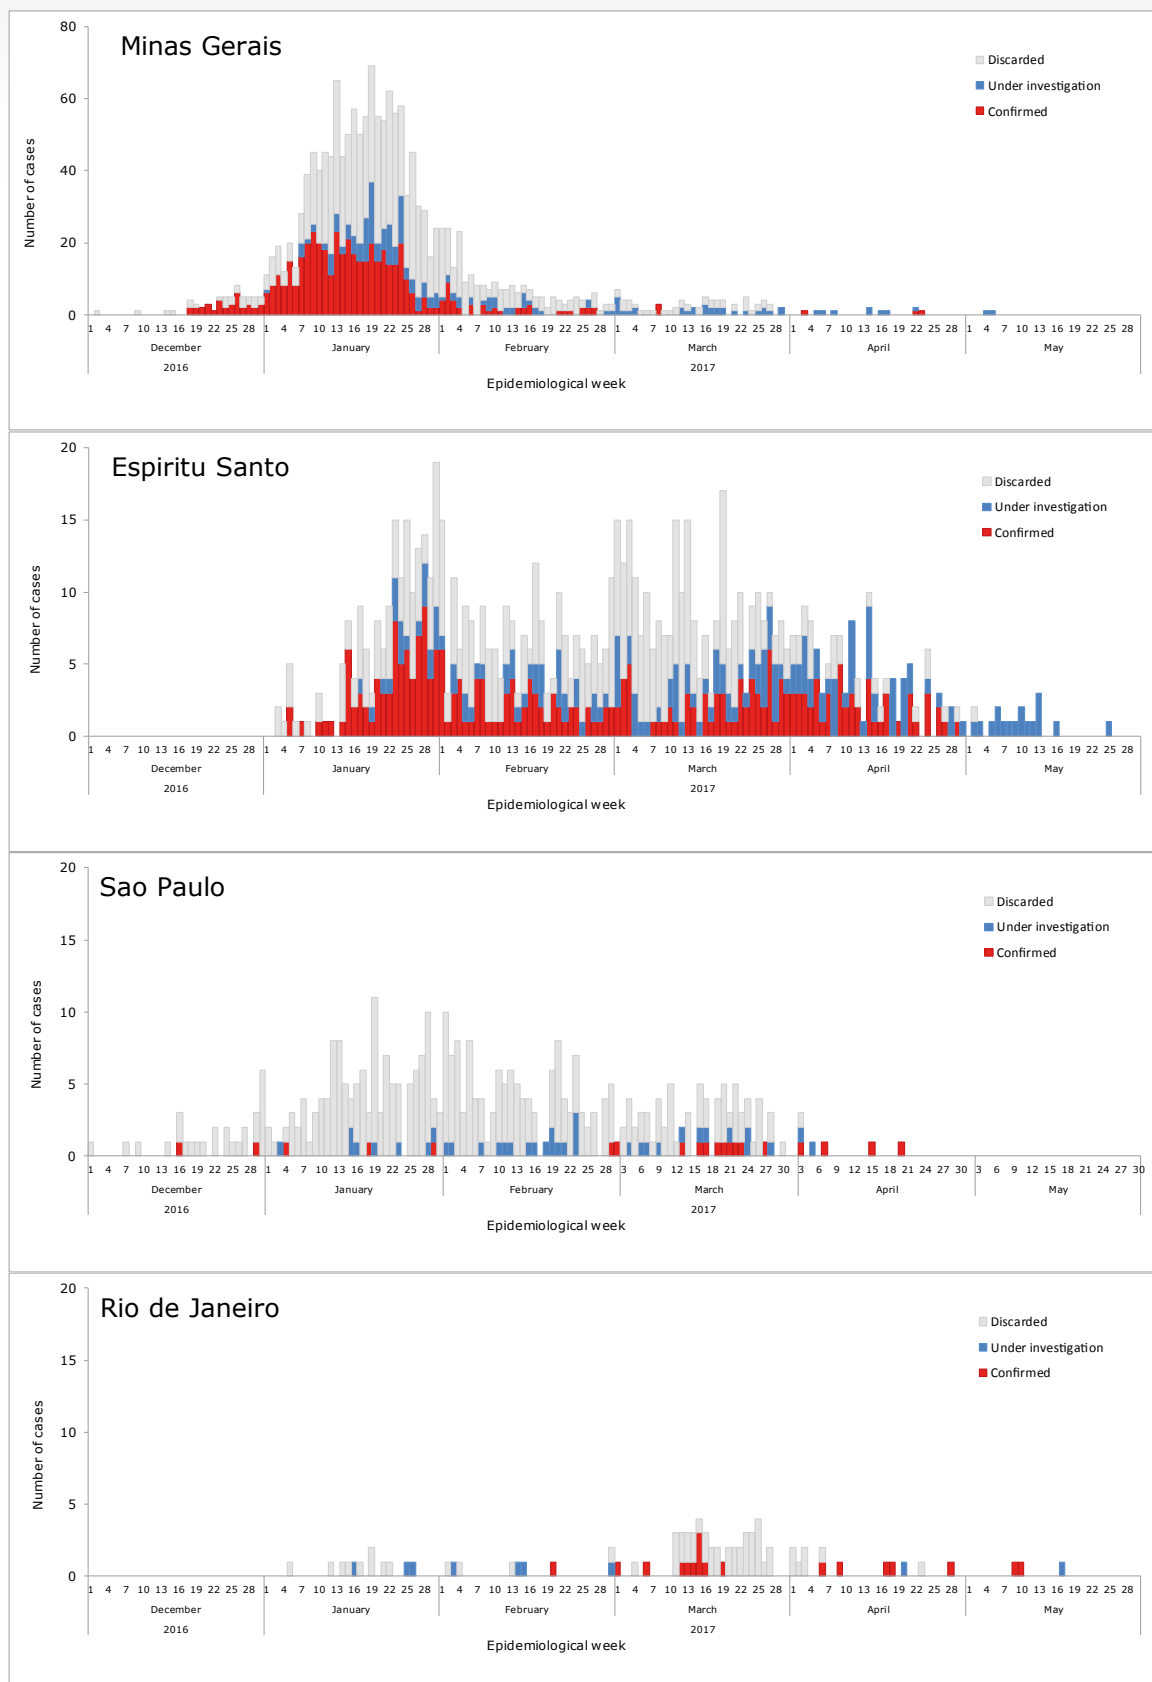 Minas Gerais
80
60
40
20
0
Number of cases
Discarded
Under investigation
Confirmed
1 4 7 10 13 16 19 22 25 28 1 4 7 10 13 16 19 22 25 28 1 4 7 10 13 16 19 22 25 28 1 4 7 10 13 16 19 22 25 28 1 4 7 10 13 16 19 22 25 28 1 4 7 10 13 16 19 22 25 28
December January February March April May
2016 2017
Epidemiological week
Espiritu Santo
20
15
10
5
0
Number of cases
Discarded
Under investigation
Confirmed
1 4 7 10 13 16 19 22 25 28 1 4 7 10 13 16 19 22 25 28 1 4 7 10 13 16 19 22 25 28 1 4 7 10 13 16 19 22 25 28 1 4 7 10 13 16 19 22 25 28 1 4 7 10 13 16 19 22 25 28
December January February March April May
2016 2017
Epidemiological week
Sao Paulo
20
15
10
5
0
Number of cases
Discarded
Under investigation
Confirmed
1 4 7 10 13 16 19 22 25 28 1 4 7 10 13 16 19 22 25 28 1 4 7 10 13 16 19 22 25 28 3 6 9 12 15 18 21 24 27 30 3 6 9 12 15 18 21 24 27 30 3 6 9 12 15 18 21 24 27 30
December January February March April May
2016 2017
Epidemiological week
Rio de Janeiro
20
15
10
5
0
Number of cases
Discarded
Under investigation
Confirmed
1 4 7 10 13 16 19 22 25 28 1 4 7 10 13 16 19 22 25 28 1 4 7 10 13 16 19 22 25 28 1 4 7 10 13 16 19 22 25 28 1 4 7 10 13 16 19 22 25 28 1 4 7 10 13 16 19 22 25 28
December January February March April May
2016 2017
Epidemiological week